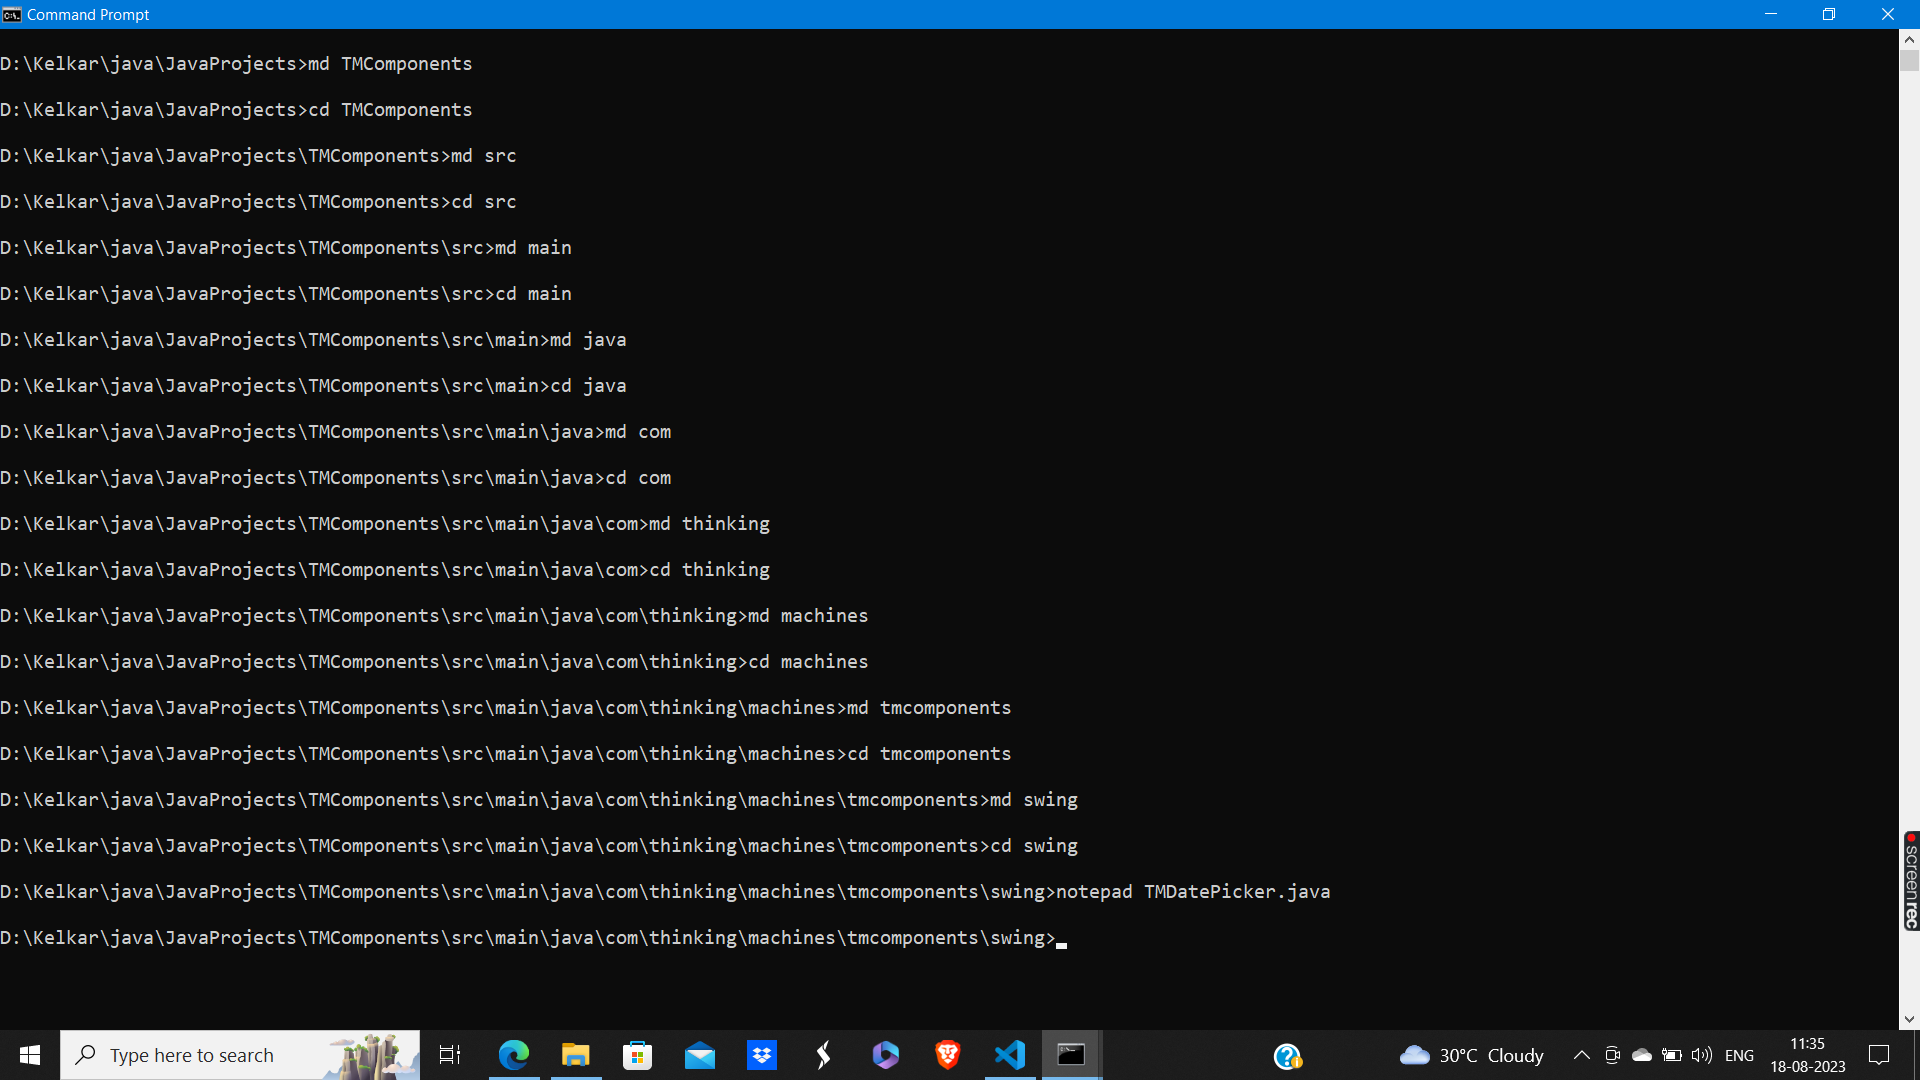 Command Prompt
D:\Kelkar\java\JavaProjects>md TMComponents
D:\Kelkar\java\JavaProjects>cd TMComponents
D:\Kelkar\java\JavaProjects\TMComponents>md src
D:\Kelkar\java\JavaProjects\TMComponents>cd src
D:\Kelkar\java\JavaProjects\TMComponents\src>md main
D:\Kelkar\java\JavaProjects\TMComponents\src>cd main
D:\Kelkar\java\JavaProjects\TMComponents\src\main>md java
D:\Kelkar\java\JavaProjects\TMComponents\src\main>cd java
D:\Kelkar\java\JavaProjects\TMComponents\src\main\java>md com
D:\Kelkar\java\JavaProjects\TMComponents\src\main\java>cd com
D:\Kelkar\java\JavaProjects\TMComponents\src\main\java\com>md thinking
D:\Kelkar\java\JavaProjects\TMComponents\src\main\java\com>cd thinking
D:\Kelkar\java\JavaProjects\TMComponents\src\main\java\com\thinking>md machines
D:\Kelkar\java\JavaProjects\TMComponents\src\main\java\com\thinking>cd machines
D:\Kelkar\java\JavaProjects\TMComponents\src\main\java\com\thinking\machines>md tmcomponents
D:\Kelkar\java\JavaProjects\TMComponents\src\main\java\com\thinking\machines>cd tmcomponents
D:\Kelkar\java\JavaProjects\TMComponents\src\main\java\com\thinking\machines\tmcomponents>md swing
D:\Kelkar\java\JavaProjects\TMComponents\src\main\java\com\thinking\machines\tmcomponents>cd swing
D:\Kelkar\java\JavaProjects\TMComponents\src\main\java\com\thinking\machines\tmcomponents\swing>notepad TMDatePicker.java
D:\Kelkar\java\JavaProjects\TMComponents\src\main\java\com\thinking\machines\tmcomponents\swing>
screenrec
Type here to search
30°C Cloudy
ENG
11:35
18-08-2023